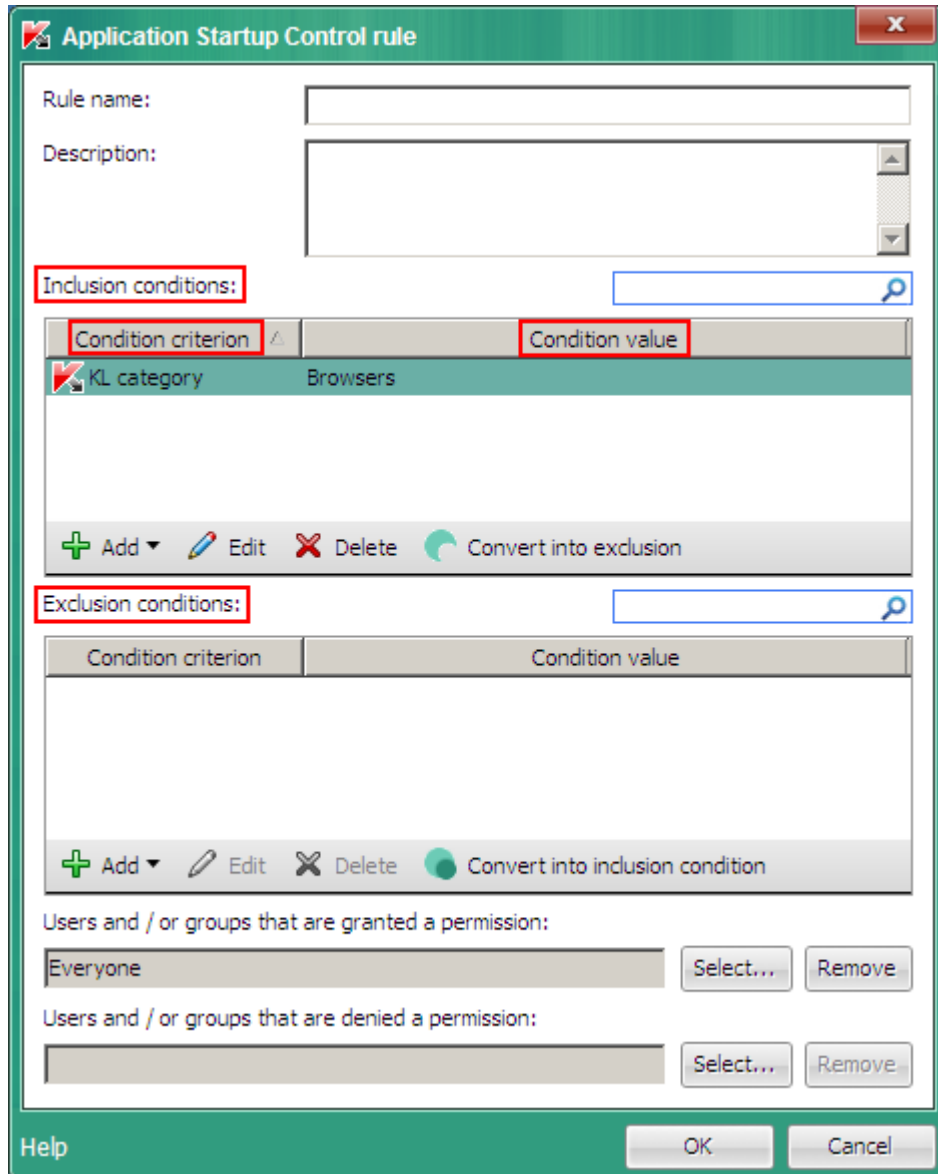 Application Startup Control rule
Rule name:
Description:
Inclusion conditions:
Condition criterion Condition value
KL category Browsers
Add Edit Delete Convert into exclusion
Exclusion conditions:
Condition criterion Condition value
Add Edit Delete Convert into inclusion condition
Users and / or groups that are granted a permission:
Everyone Select... Remove
Users and / or groups that are denied a permission:
Select... Remove
Help OK Cancel